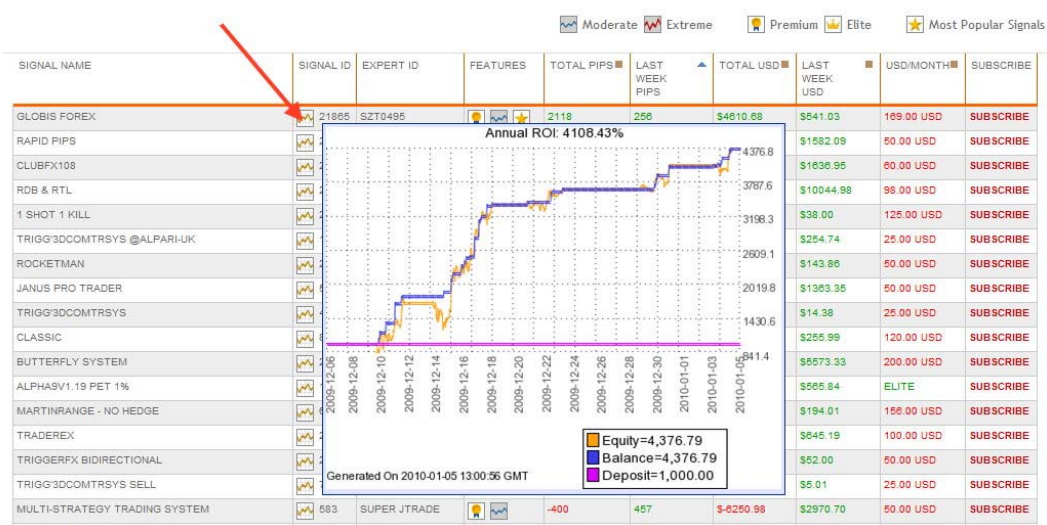 Moderate Extreme Premium Elite Most Popular Signals
SIGNAL NAME SIGNAL ID EXPERT ID FEATURES TOTAL PIPS LAST WEEK PIPS TOTAL USD LAST WEEK USD USD/MONTH SUBSCRIBE
GLOBIS FOREX 21865 SZT0495 2118 256 $4610.68 $541.03 169.00 USD SUBSCRIBE
RAPID PIPS $1582.09 50.00 USD SUBSCRIBE
CLUBFX108 $1636.95 60.00 USD SUBSCRIBE
RDB & RTL $10044.98 98.00 USD SUBSCRIBE
1 SHOT 1 KILL $38.00 125.00 USD SUBSCRIBE
TRIGG'3DCOMTRSYS @ALPARI-UK $254.74 25.00 USD SUBSCRIBE
ROCKETMAN $143.86 50.00 USD SUBSCRIBE
JANUS PRO TRADER $1363.35 50.00 USD SUBSCRIBE
TRIGG'3DCOMTRSYS $14.38 25.00 USD SUBSCRIBE
CLASSIC $255.99 120.00 USD SUBSCRIBE
BUTTERFLY SYSTEM $5573.33 200.00 USD SUBSCRIBE
ALPHA9V1.19 PET 1% $565.84 ELITE SUBSCRIBE
MARTINRANGE - NO HEDGE $194.01 156.00 USD SUBSCRIBE
TRADEREX $645.19 100.00 USD SUBSCRIBE
TRIGGERFX BIDIRECTIONAL $52.00 50.00 USD SUBSCRIBE
TRIGG'3DCOMTRSYS SELL $5.01 25.00 USD SUBSCRIBE
MULTI-STRATEGY TRADING SYSTEM 583 SUPER JTRADE -400 457 $-6250.98 $2970.70 50.00 USD SUBSCRIBE
Annual ROI: 4108.43%
4376.8
3787.6
3198.3
2609.1
2019.8
1430.6
841.4
2009-12-06 2009-12-08 2009-12-10 2009-12-12 2009-12-14 2009-12-16 2009-12-18 2009-12-20 2009-12-22 2009-12-24 2009-12-26 2009-12-28 2009-12-30 2010-01-01 2010-01-03 2010-01-05
Equity=4,376.79
Balance=4,376.79
Deposit=1,000.00
Generated On 2010-01-05 13:00:56 GMT